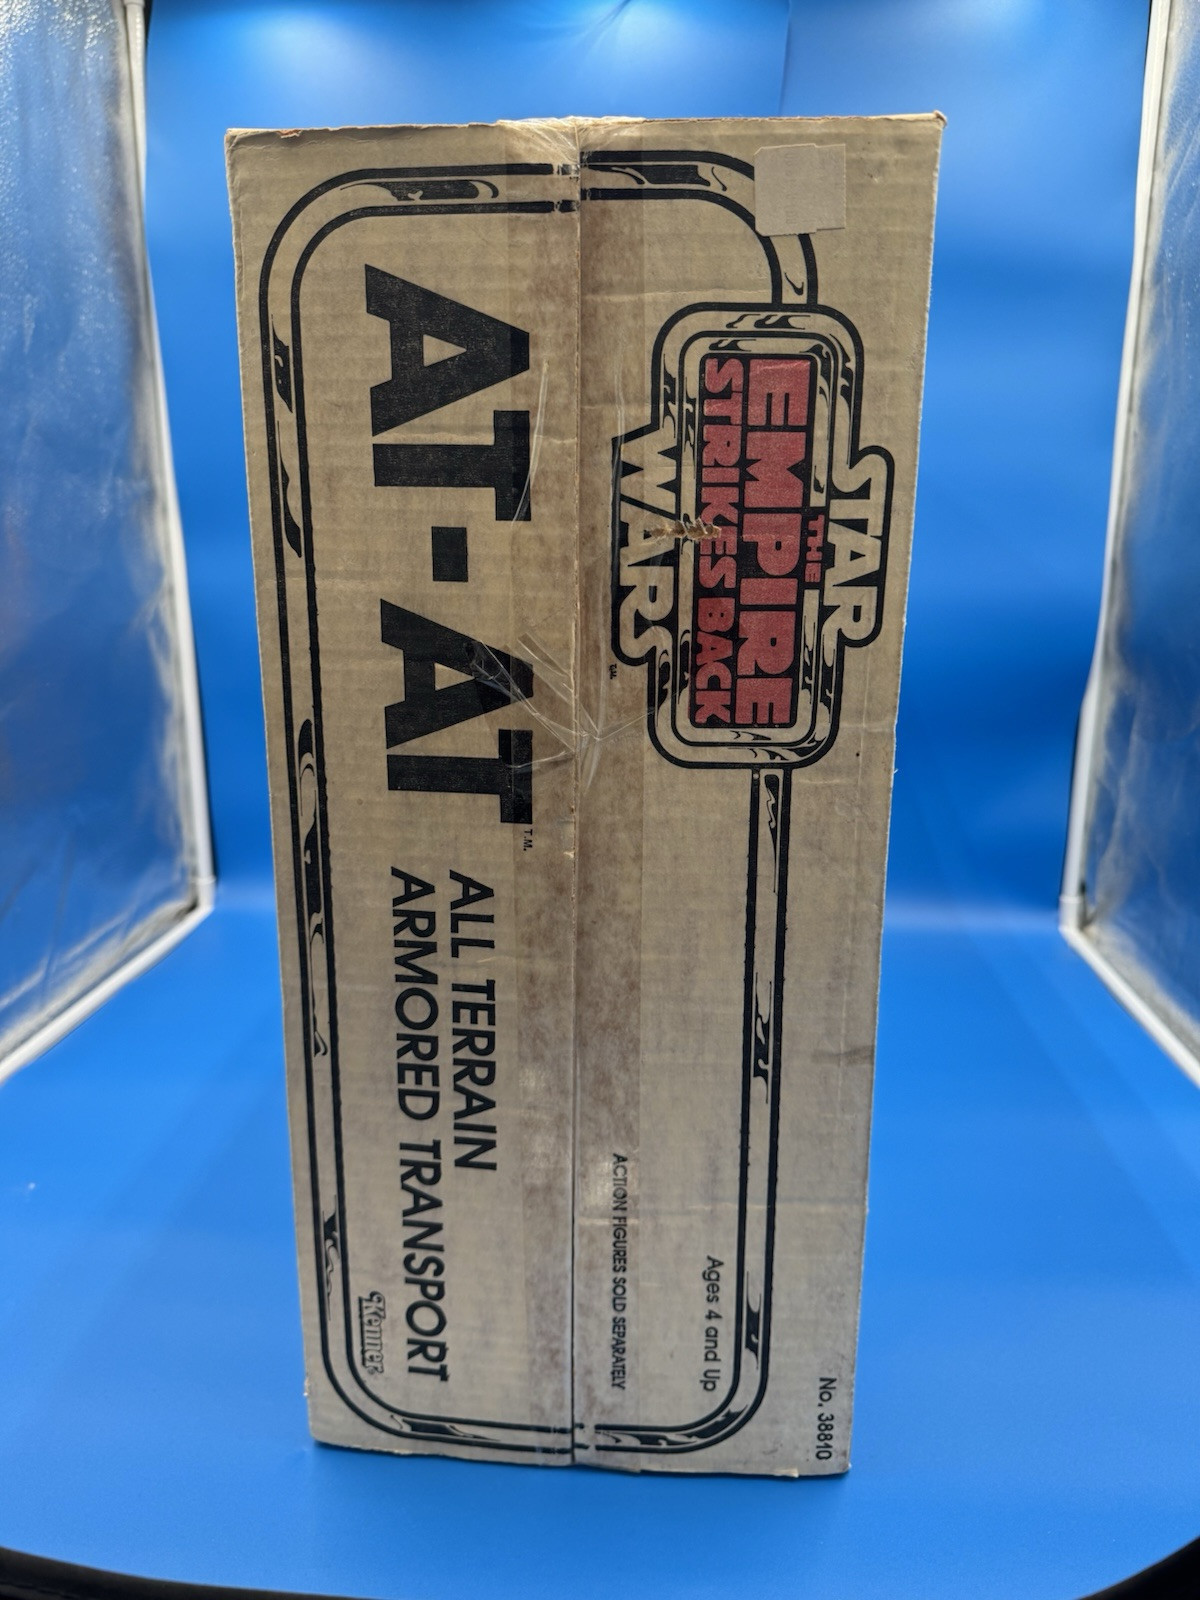 STAR
THE
EMPIRE
STRIKES BACK
WARS
T.M.
AT-AT T.M.
ALL TERRAIN
ARMORED TRANSPORT
Kenner
ACTION FIGURES SOLD SEPARATELY
Ages 4 and Up
No. 38810